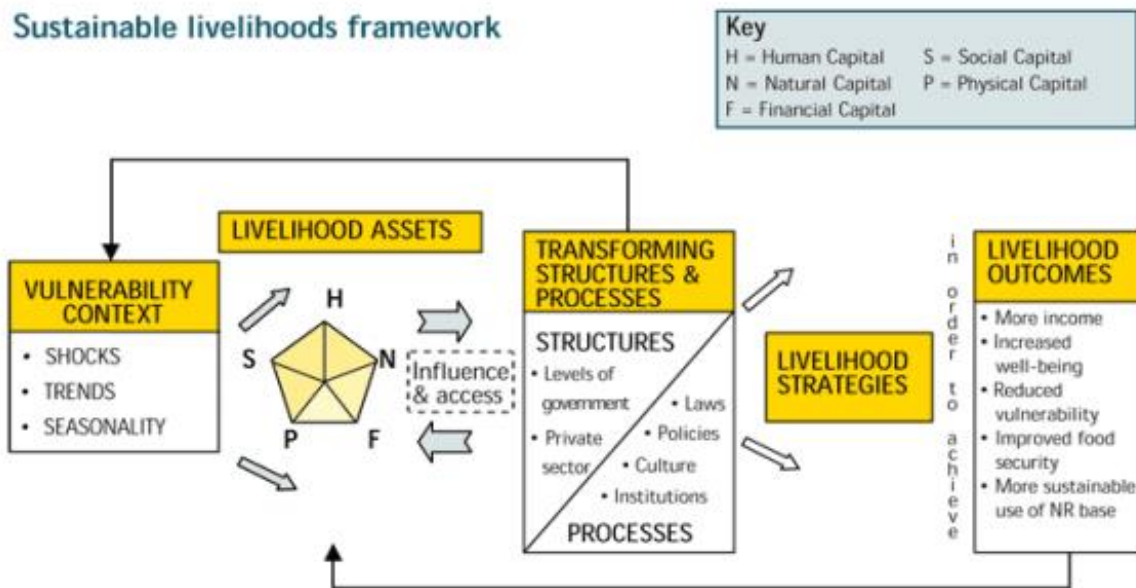 Sustainable livelihoods framework
Key
H = Human Capital
S = Social Capital
N = Natural Capital
P = Physical Capital
F = Financial Capital
LIVELIHOOD ASSETS
VULNERABILITY
CONTEXT
• SHOCKS
• TRENDS
• SEASONALITY
H
S
N
P
F
Influence
& access
TRANSFORMING
STRUCTURES &
PROCESSES
STRUCTURES
• Levels of
government
• Private
sector
• Laws
• Policies
• Culture
• Institutions
PROCESSES
LIVELIHOOD
STRATEGIES
in order to achieve
LIVELIHOOD
OUTCOMES
• More income
• Increased
well-being
• Reduced
vulnerability
• Improved food
security
• More sustainable
use of NR base